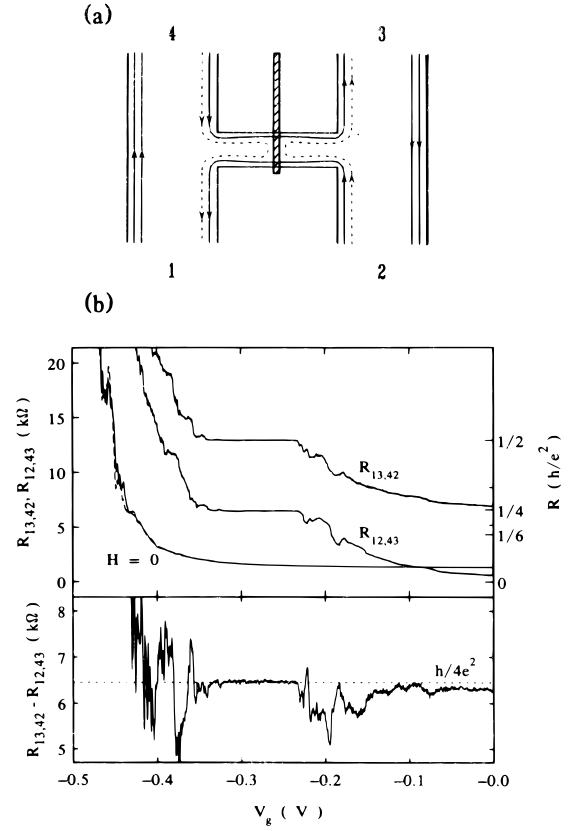 (a)
4 3
1 2
(b)
20
15
10
5
0
R13,42, R12,43 ( kΩ )
1/2
1/4
1/6
0
R ( h/e² )
R13,42
R12,43
H = 0
8
7
6
5
R13,42 - R12,43 ( kΩ )
h/4e²
−0.5 −0.4 −0.3 −0.2 −0.1 −0.0
Vg ( V )